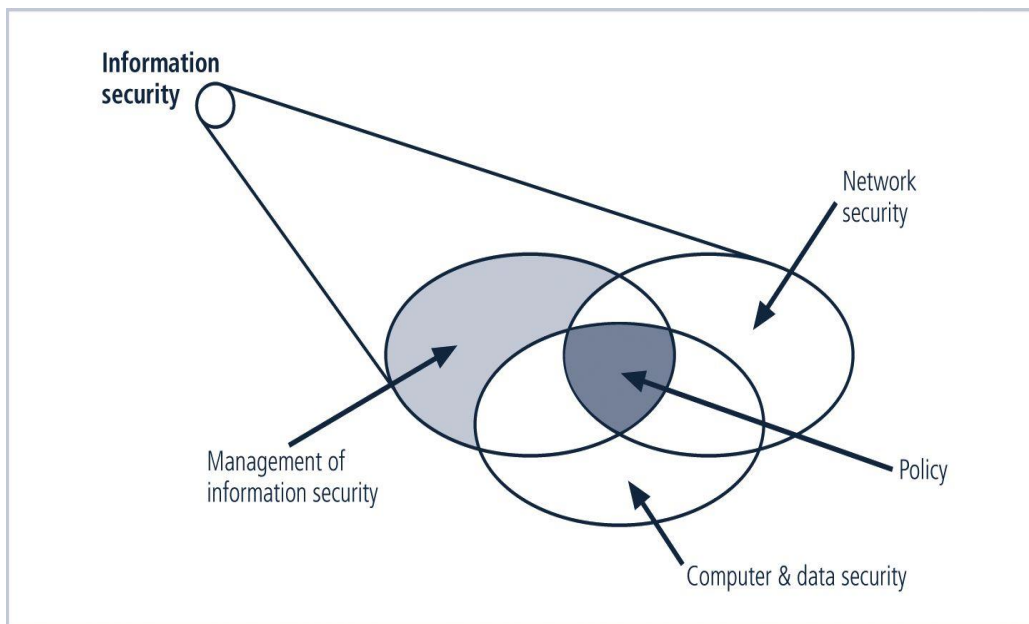 Information
security
Network
security
Management of
information security
Policy
Computer & data security